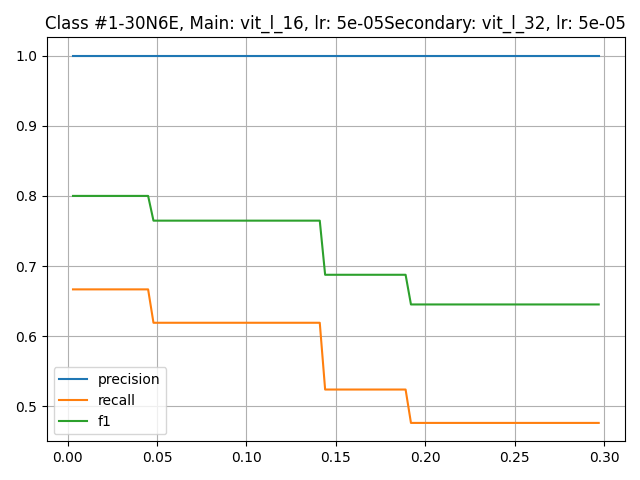 Class #1-30N6E, Main: vit_l_16, lr: 5e-05Secondary: vit_l_32, lr: 5e-05
1.0
0.9
0.8
0.7
0.6
0.5
precision
recall
f1
0.00 0.05 0.10 0.15 0.20 0.25 0.30